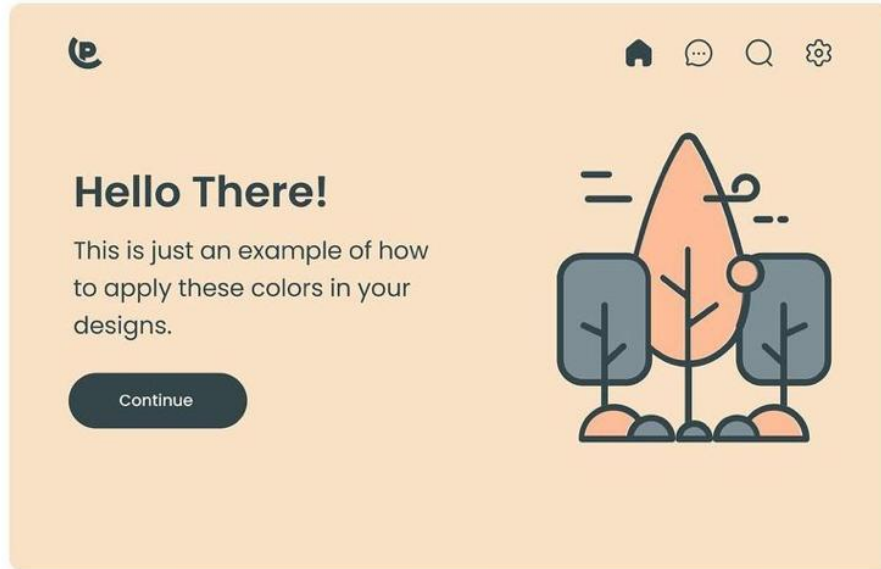 Hello There!
This is just an example of how
to apply these colors in your
designs.
Continue